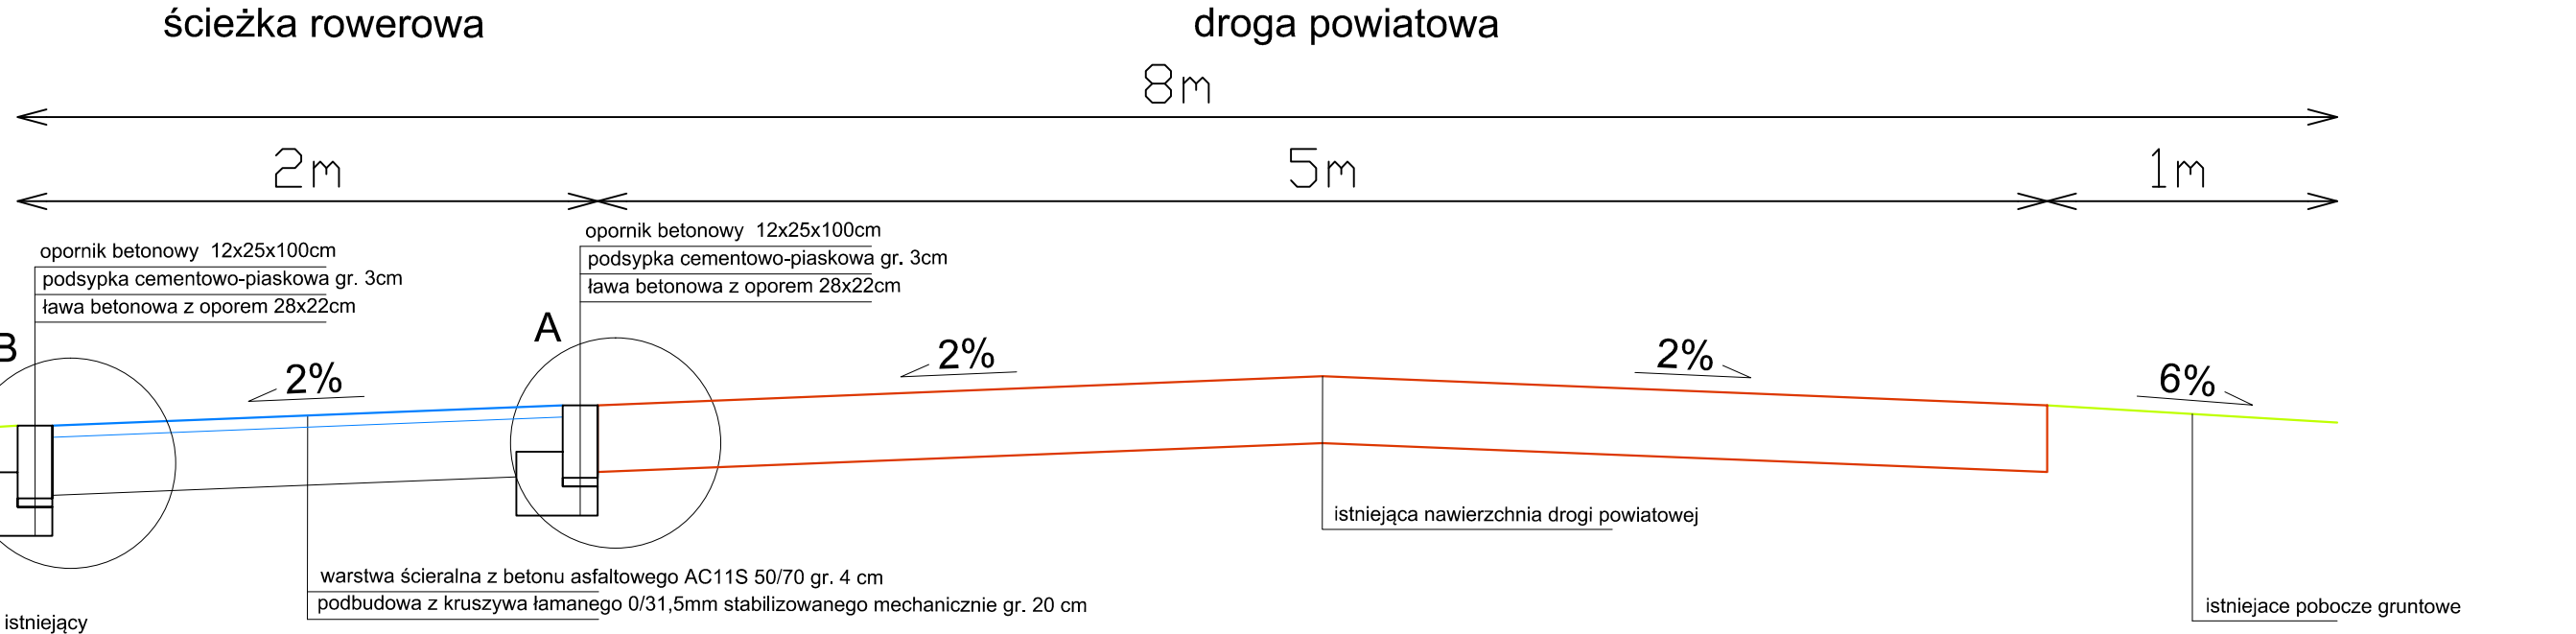 ścieżka rowerowa
droga powiatowa
8m
2m
5m
1m
opornik betonowy 12x25x100cm
podsypka cementowo-piaskowa gr. 3cm
ława betonowa z oporem 28x22cm
opornik betonowy 12x25x100cm
podsypka cementowo-piaskowa gr. 3cm
ława betonowa z oporem 28x22cm
B
A
2%
2%
2%
6%
istniejąca nawierzchnia drogi powiatowej
warstwa ścieralna z betonu asfaltowego AC11S 50/70 gr. 4 cm
podbudowa z kruszywa łamanego 0/31,5mm stabilizowanego mechanicznie gr. 20 cm
istniejace pobocze gruntowe
istniejący